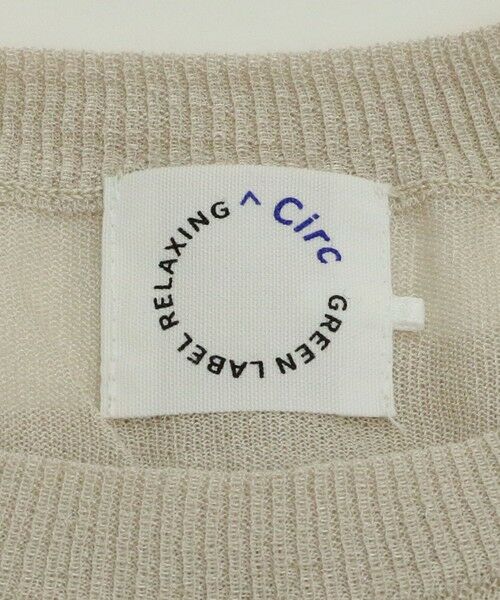 ^ Circ
GREEN LABEL RELAXING